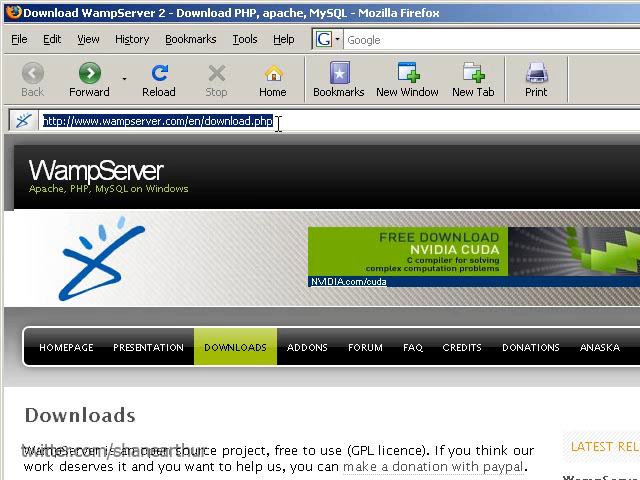 Download WampServer 2 - Download PHP, apache, MySQL - Mozilla Firefox
File Edit View History Bookmarks Tools Help G Google
Back Forward Reload Stop Home Bookmarks New Window New Tab Print
http://www.wampserver.com/en/download.php
WampServer
Apache, PHP, MySQL on Windows
FREE DOWNLOAD
NVIDIA CUDA
C compiler for solving
complex computation problems
NVIDIA.com/cuda
HOMEPAGE PRESENTATION DOWNLOADS ADDONS FORUM FAQ CREDITS DONATIONS ANASKA
Downloads
WampServer is an open source project, free to use (GPL licence). If you think
our work deserves it and you want to help us, you can make a donation with paypal.
LATEST REL